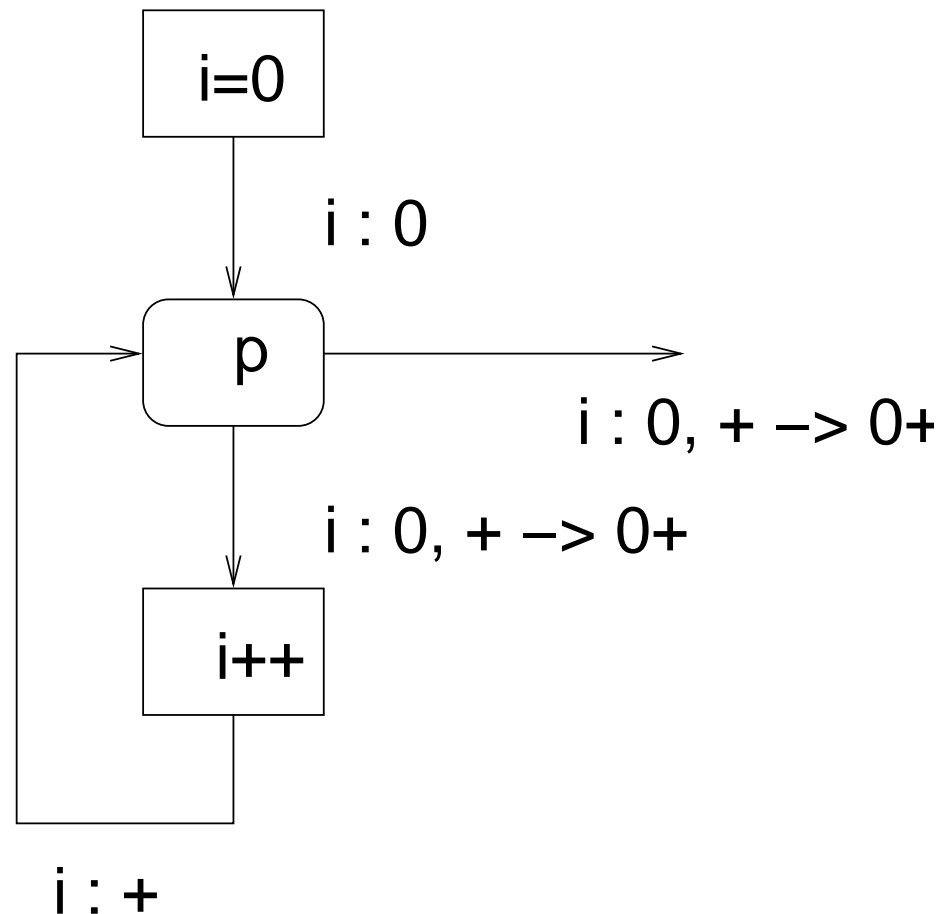 i=0
i : 0
p
i : 0, + -> 0+
i : 0, + -> 0+
i++
i : +